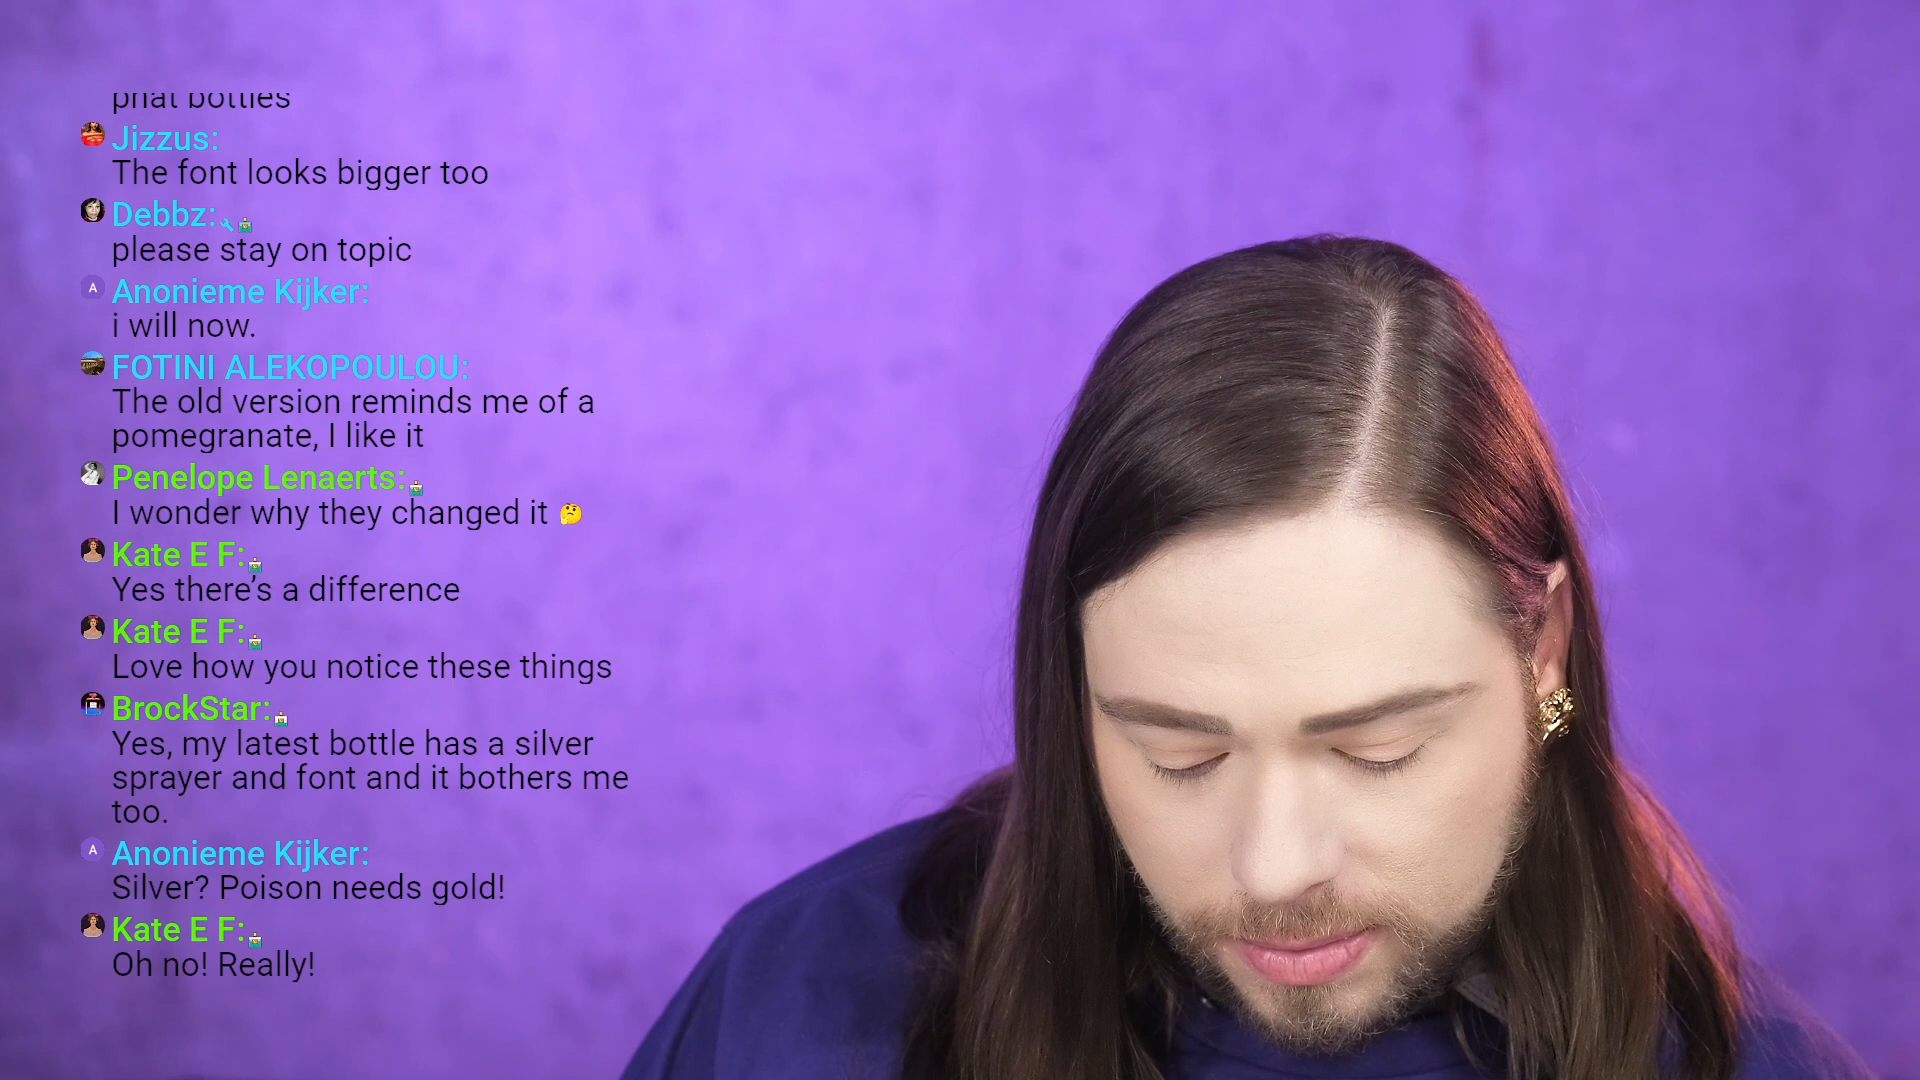 phat bottles
Jizzus:
The font looks bigger too
Debbz:
please stay on topic
A Anonieme Kijker:
i will now.
FOTINI ALEKOPOULOU:
The old version reminds me of a
pomegranate, I like it
Penelope Lenaerts:
I wonder why they changed it 🤔
Kate E F:
Yes there's a difference
Kate E F:
Love how you notice these things
BrockStar:
Yes, my latest bottle has a silver
sprayer and font and it bothers me
too.
A Anonieme Kijker:
Silver? Poison needs gold!
Kate E F:
Oh no! Really!